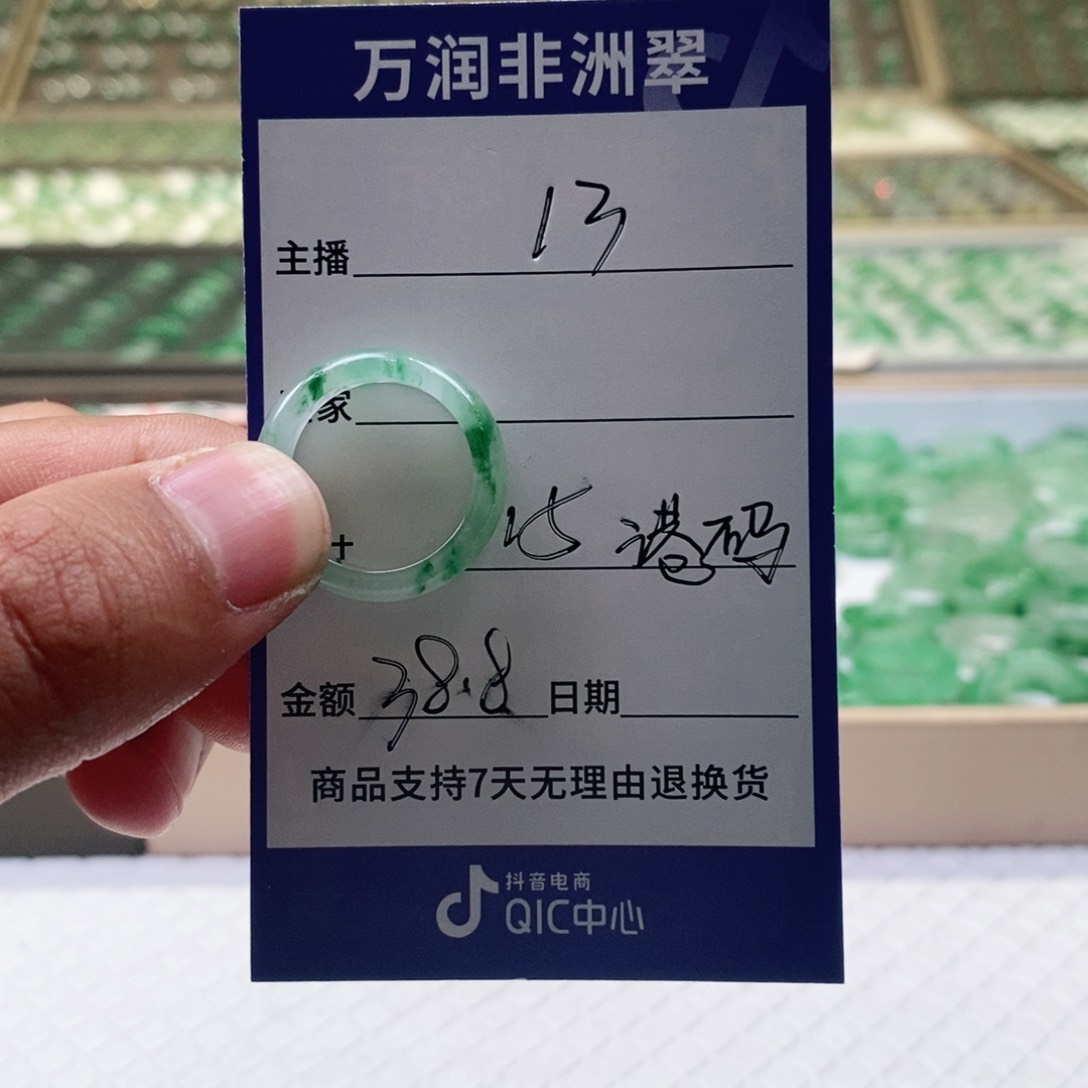 万润非洲翠
主播 13
家
寸 15 港码
金额 38.8 日期
商品支持7天无理由退换货
抖音电商
QIC中心